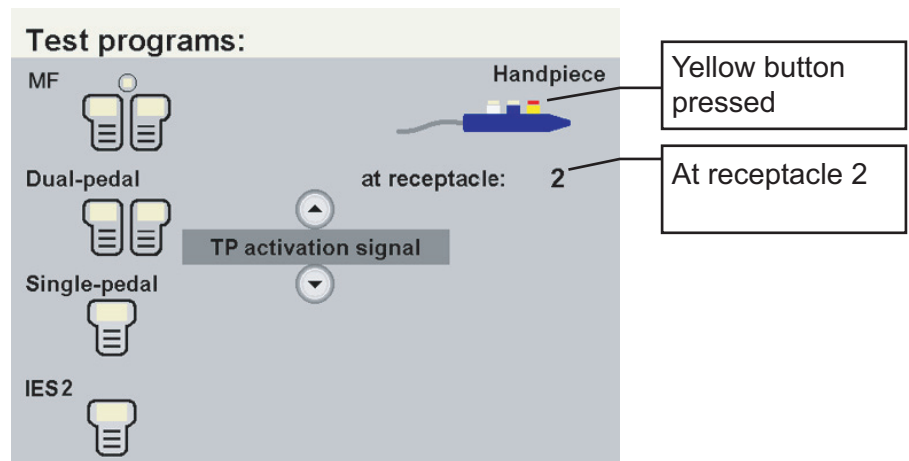 Test programs:
MF
Handpiece
Yellow button
pressed
Dual-pedal
at receptacle: 2
At receptacle 2
TP activation signal
Single-pedal
IES 2